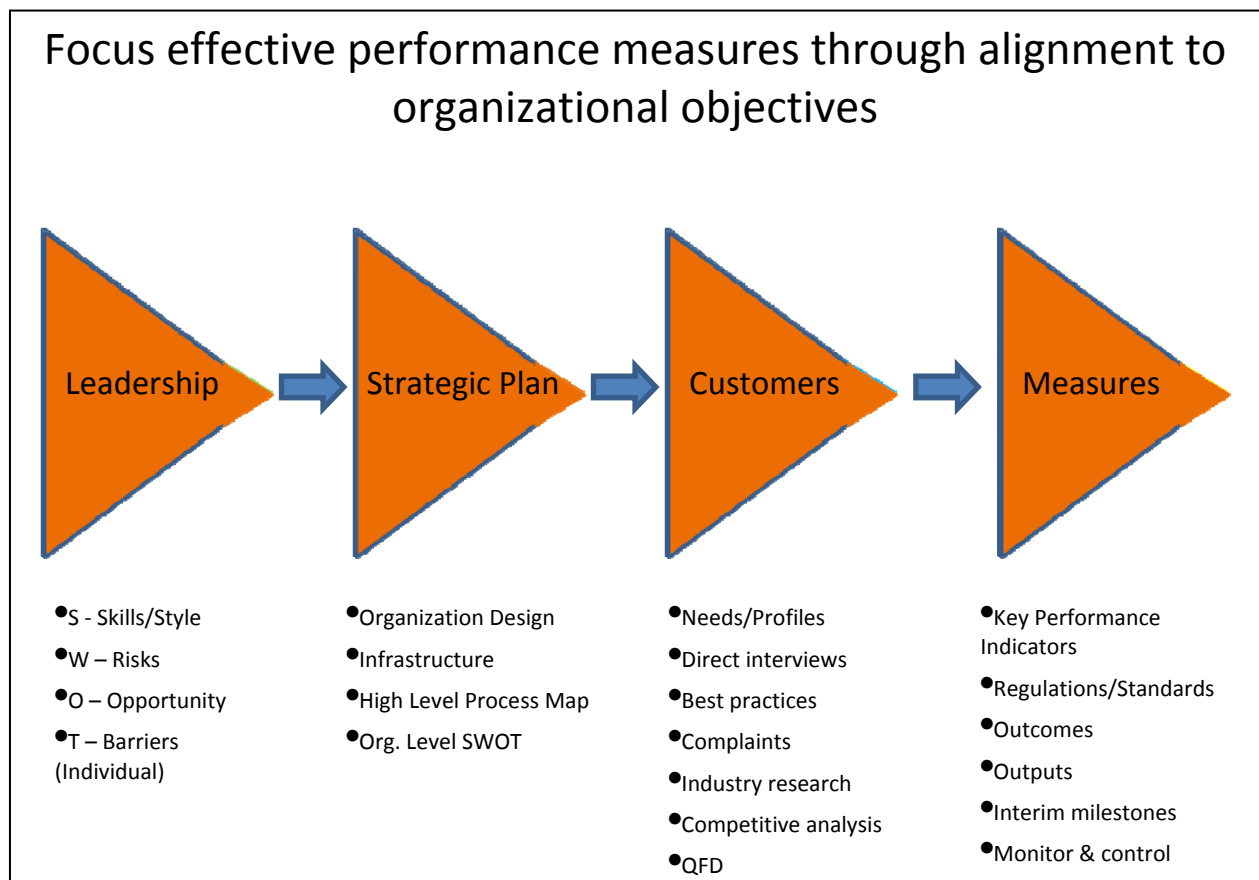 Focus effective performance measures through alignment to
organizational objectives
Leadership
Strategic Plan
Customers
Measures
●S - Skills/Style
●W – Risks
●O – Opportunity
●T – Barriers
(Individual)
●Organization Design
●Infrastructure
●High Level Process Map
●Org. Level SWOT
●Needs/Profiles
●Direct interviews
●Best practices
●Complaints
●Industry research
●Competitive analysis
●QFD
●Key Performance
Indicators
●Regulations/Standards
●Outcomes
●Outputs
●Interim milestones
●Monitor & control